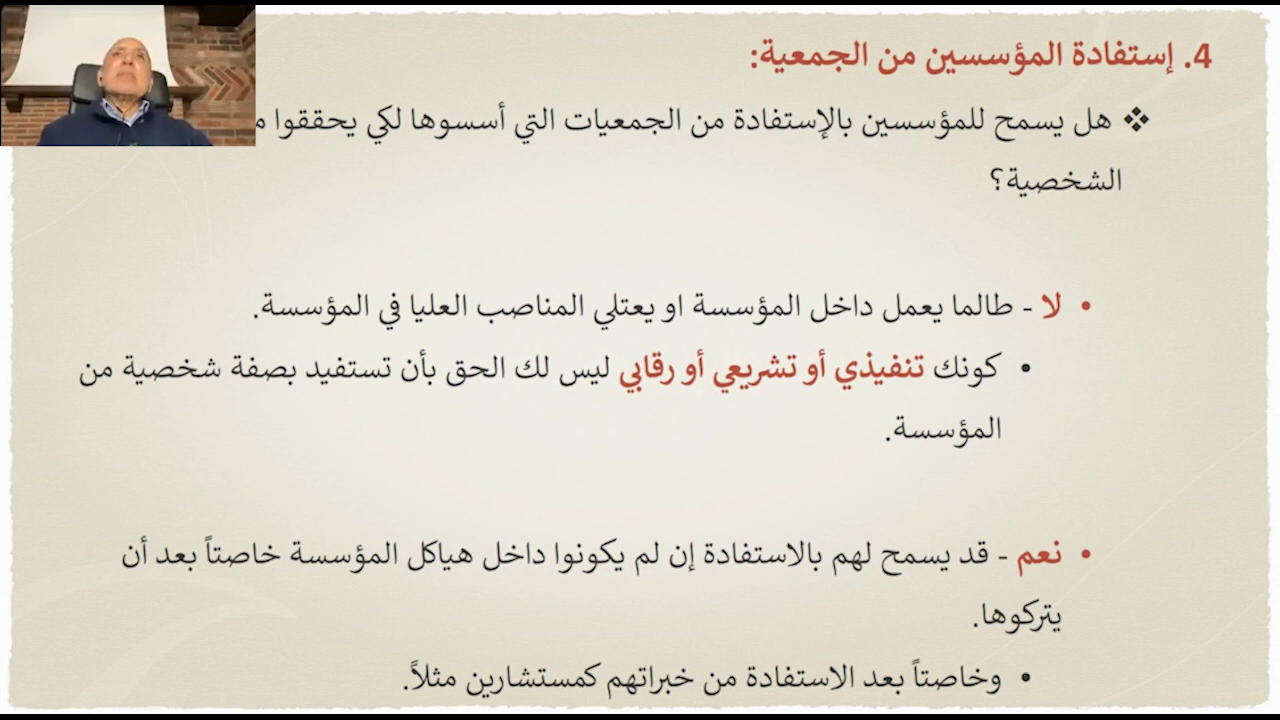 4. إستفادة المؤسسين من الجمعية:
❖ هل يسمح للمؤسسين بالإستفادة من الجمعيات التي أسسوها لكي يحققوا
الشخصية؟
• لا - طالما يعمل داخل المؤسسة او يعتلي المناصب العليا في المؤسسة.
• كونك تنفيذي أو تشريعي أو رقابي ليس لك الحق بأن تستفيد بصفة شخصية من
المؤسسة.
• نعم - قد يسمح لهم بالاستفادة إن لم يكونوا داخل هياكل المؤسسة خاصتاً بعد أن
يتركوها.
• وخاصتاً بعد الاستفادة من خبراتهم كمستشارين مثلاً.